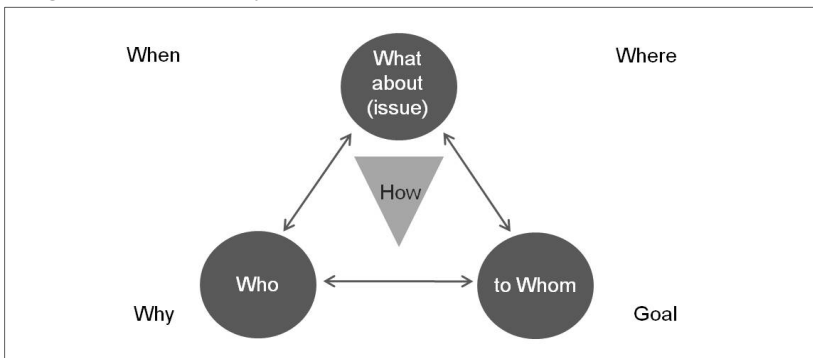 When
What
about
(issue)
Where
How
Who
to Whom
Why
Goal